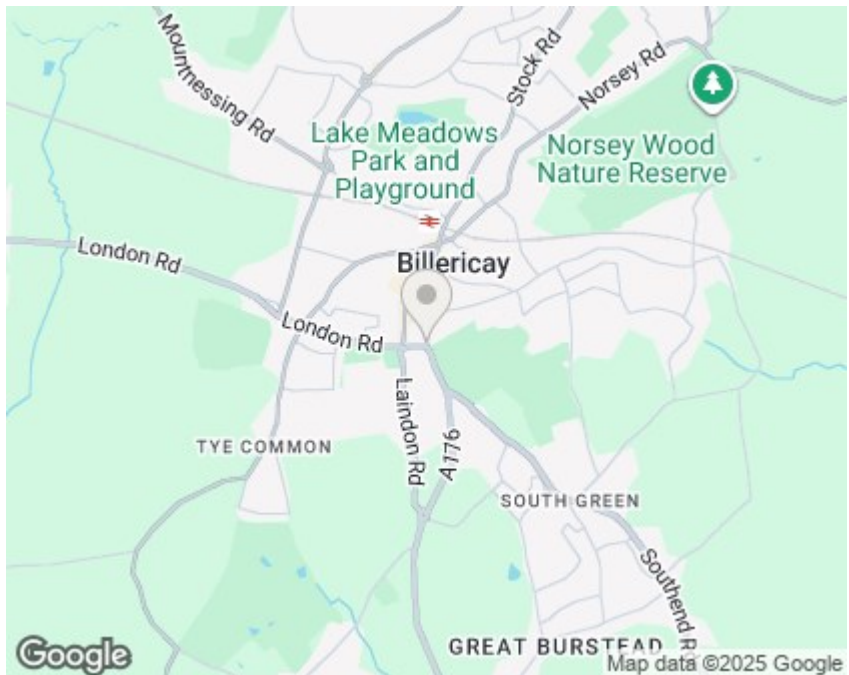 Mountnessing Rd
Stock Rd
Norsey Rd
Lake Meadows
Park and
Playground
Norsey Wood
Nature Reserve
London Rd
Billericay
London Rd
Laindon Rd
A176
TYE COMMON
SOUTH GREEN
Southend Rd
GREAT BURSTEAD
Google
Map data ©2025 Google